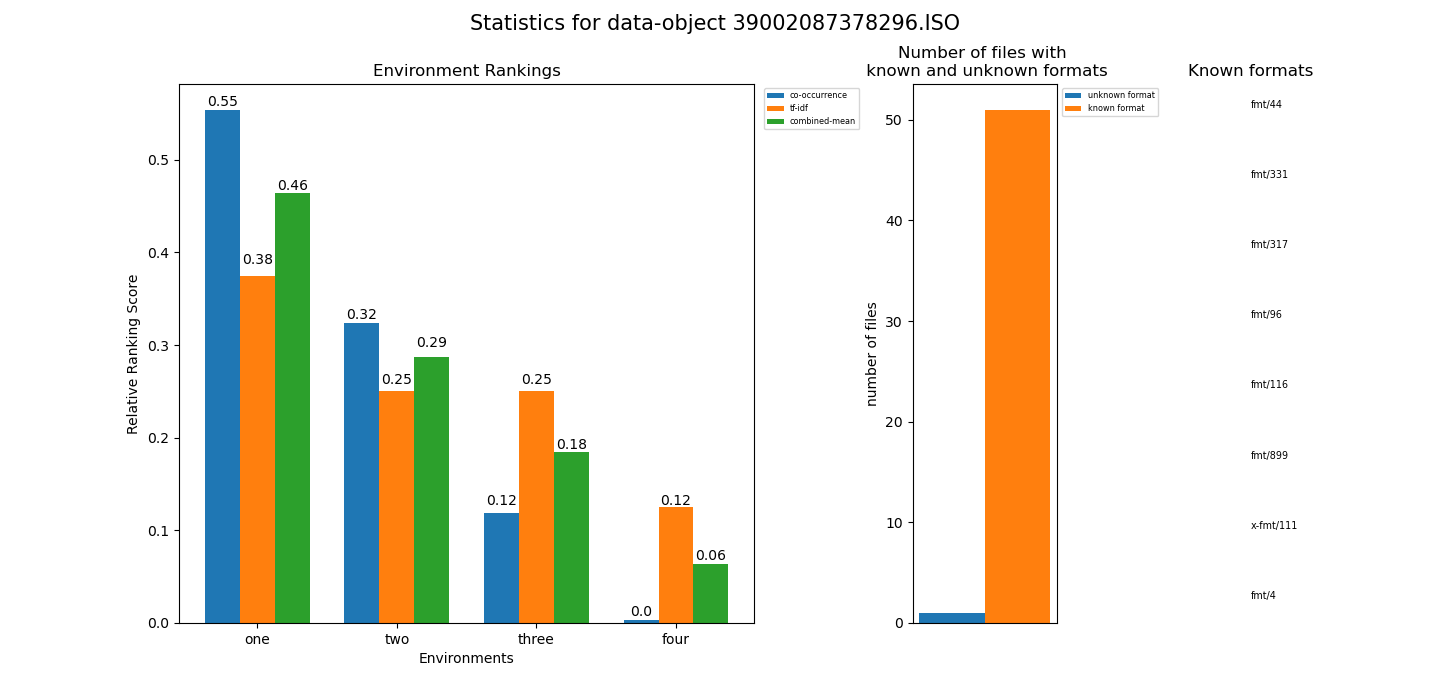 Statistics for data-object 39002087378296.ISO
Environment Rankings
0.55
0.38
0.46
0.32
0.25
0.29
0.12
0.25
0.18
0.0
0.12
0.06
0.5
0.4
0.3
0.2
0.1
0.0
Relative Ranking Score
one
two
three
four
Environments
co-occurrence
tf-idf
combined-mean
Number of files with
known and unknown formats
50
40
30
20
10
0
number of files
unknown format
known format
Known formats
fmt/44
fmt/331
fmt/317
fmt/96
fmt/116
fmt/899
x-fmt/111
fmt/4